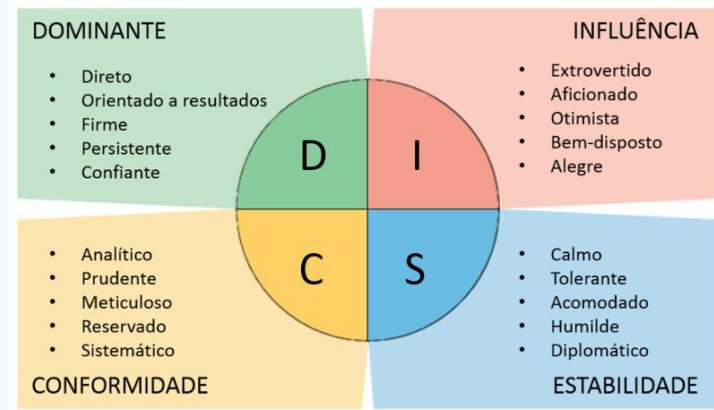 DOMINANTE
• Direto
• Orientado a resultados
• Firme
• Persistente
• Confiante
INFLUÊNCIA
• Extrovertido
• Aficionado
• Otimista
• Bem-disposto
• Alegre
D
I
C
S
• Analítico
• Prudente
• Meticuloso
• Reservado
• Sistemático
CONFORMIDADE
• Calmo
• Tolerante
• Acomodado
• Humilde
• Diplomático
ESTABILIDADE